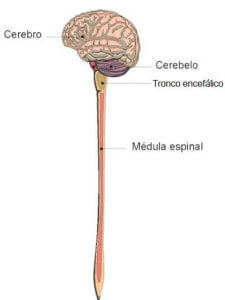 Cerebro
Cerebelo
Tronco encefálico
Médula espinal